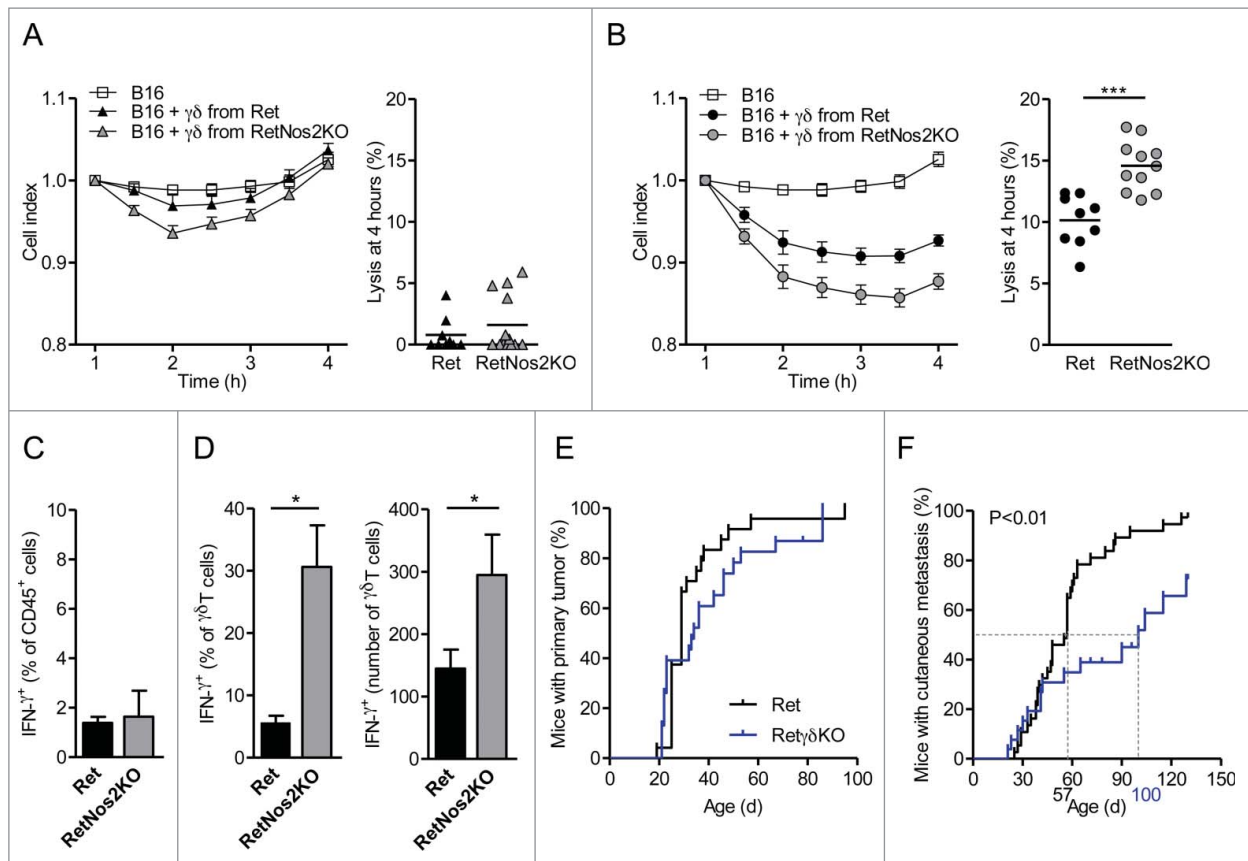 A
B16
B16 + γδ from Ret
B16 + γδ from RetNos2KO
1.1
1.0
0.9
0.8
Cell index
1 2 3 4
Time (h)
20
15
10
5
0
Lysis at 4 hours (%)
Ret RetNos2KO
B
B16
B16 + γδ from Ret
B16 + γδ from RetNos2KO
1.1
1.0
0.9
0.8
Cell index
1 2 3 4
Time (h)
***
20
15
10
5
0
Lysis at 4 hours (%)
Ret RetNos2KO
C
10
8
6
4
2
0
IFN-γ⁺ (% of CD45⁺ cells)
Ret
RetNos2KO
D
*
40
30
20
10
0
IFN-γ⁺ (% of γδT cells)
Ret
RetNos2KO
*
400
300
200
100
0
IFN-γ⁺ (number of γδT cells)
Ret
RetNos2KO
E
100
80
60
40
20
0
Mice with primary tumor (%)
Ret
RetγδKO
0 20 40 60 80 100
Age (d)
F
P<0.01
100
80
60
40
20
0
Mice with cutaneous metastasis (%)
0 30 60 90 120 150
57 100
Age (d)